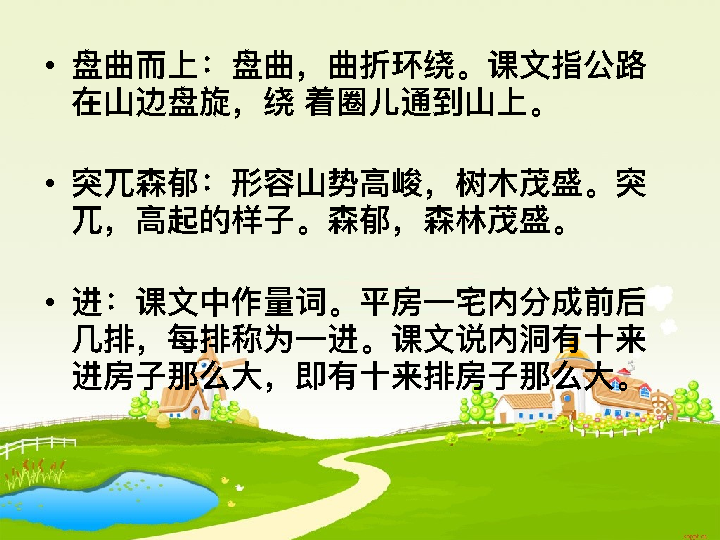 • 盘曲而上：盘曲，曲折环绕。课文指公路
在山边盘旋，绕 着圈儿通到山上。
• 突兀森郁：形容山势高峻，树木茂盛。突
兀，高起的样子。森郁，森林茂盛。
• 进：课文中作量词。平房一宅内分成前后
几排，每排称为一进。课文说内洞有十来
进房子那么大，即有十来排房子那么大。